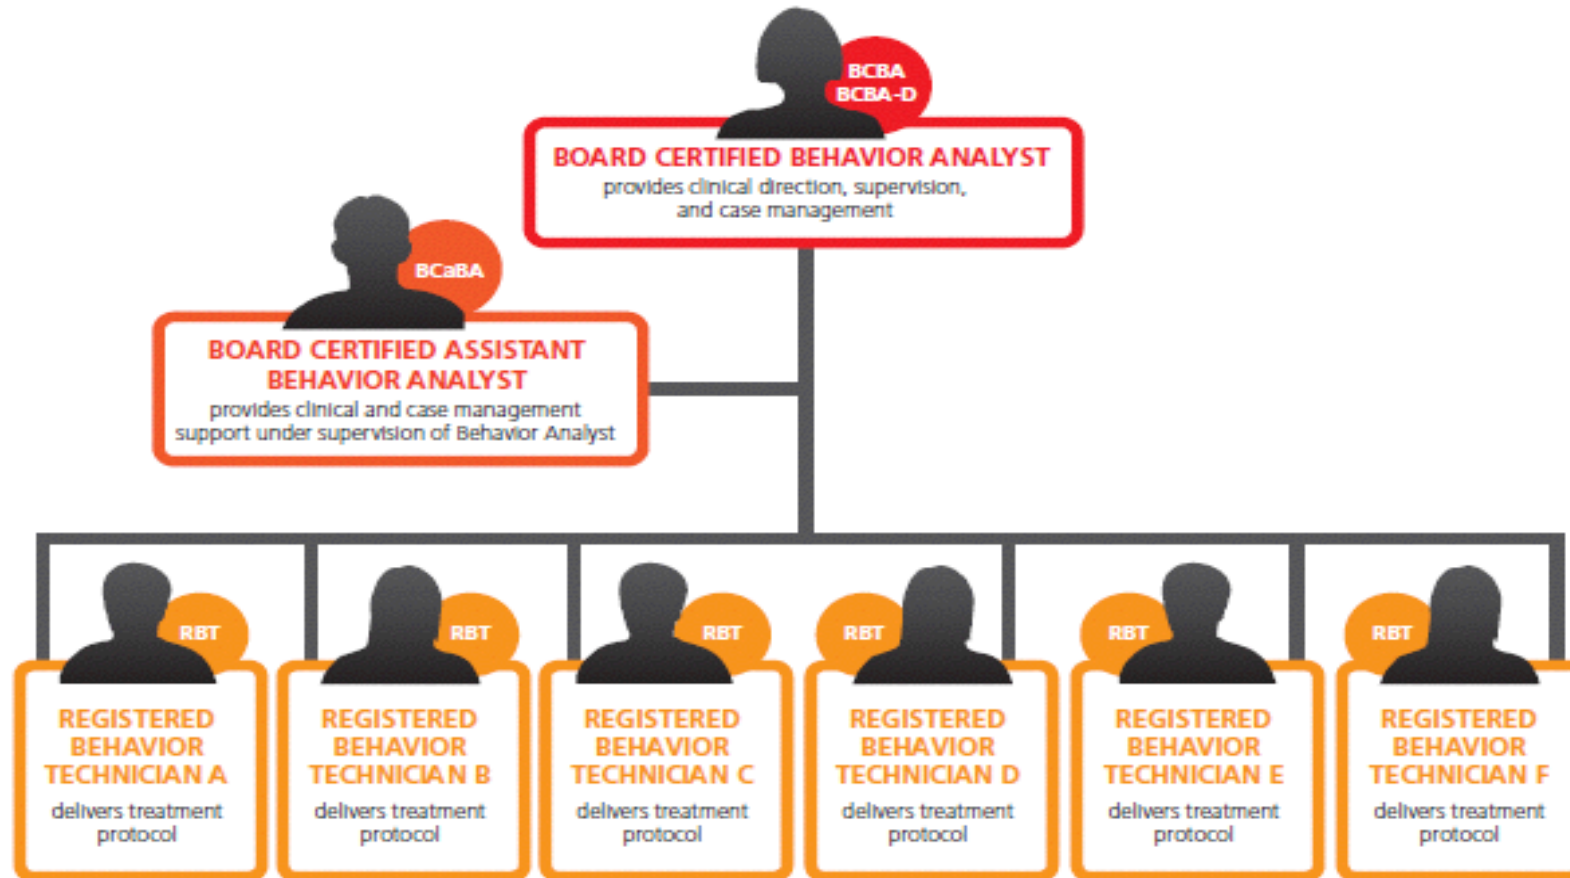 BCBA
BCBA-D
BOARD CERTIFIED BEHAVIOR ANALYST
provides clinical direction, supervision,
and case management
BCaBA
BOARD CERTIFIED ASSISTANT
BEHAVIOR ANALYST
provides clinical and case management
support under supervision of Behavior Analyst
RBT
REGISTERED
BEHAVIOR
TECHNICIAN A
delivers treatment
protocol
RBT
REGISTERED
BEHAVIOR
TECHNICIAN B
delivers treatment
protocol
RBT
REGISTERED
BEHAVIOR
TECHNICIAN C
delivers treatment
protocol
RBT
REGISTERED
BEHAVIOR
TECHNICIAN D
delivers treatment
protocol
RBT
REGISTERED
BEHAVIOR
TECHNICIAN E
delivers treatment
protocol
RBT
REGISTERED
BEHAVIOR
TECHNICIAN F
delivers treatment
protocol